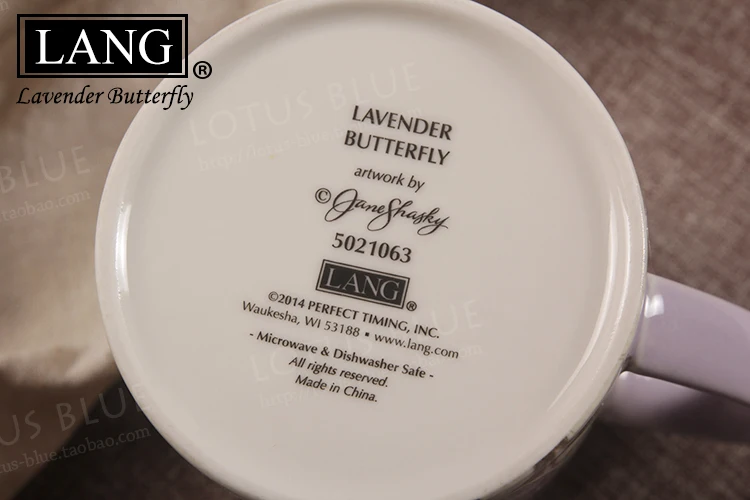 LANG®
Lavender Butterfly
LAVENDER
BUTTERFLY
artwork by
© Jane Shasky
5021063
LANG®
©2014 PERFECT TIMING, INC.
Waukesha, WI 53188 ▪ www.lang.com
- Microwave & Dishwasher Safe -
All rights reserved.
Made in China.
LOTUS BLUE
LOTUS BLUE
lotus-blue.taobao.com